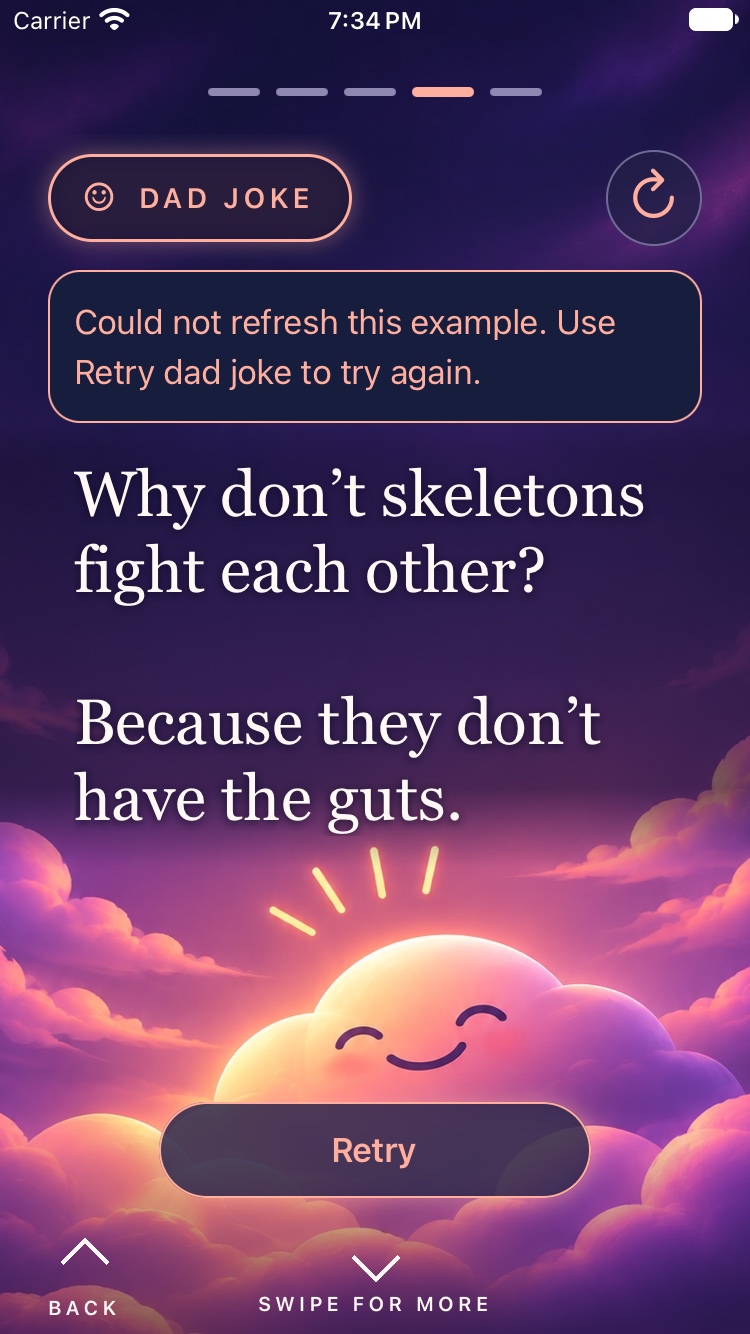 Carrier 7:34 PM
DAD JOKE
Could not refresh this example. Use
Retry dad joke to try again.
Why don’t skeletons
fight each other?
Because they don’t
have the guts.
Retry
BACK
SWIPE FOR MORE